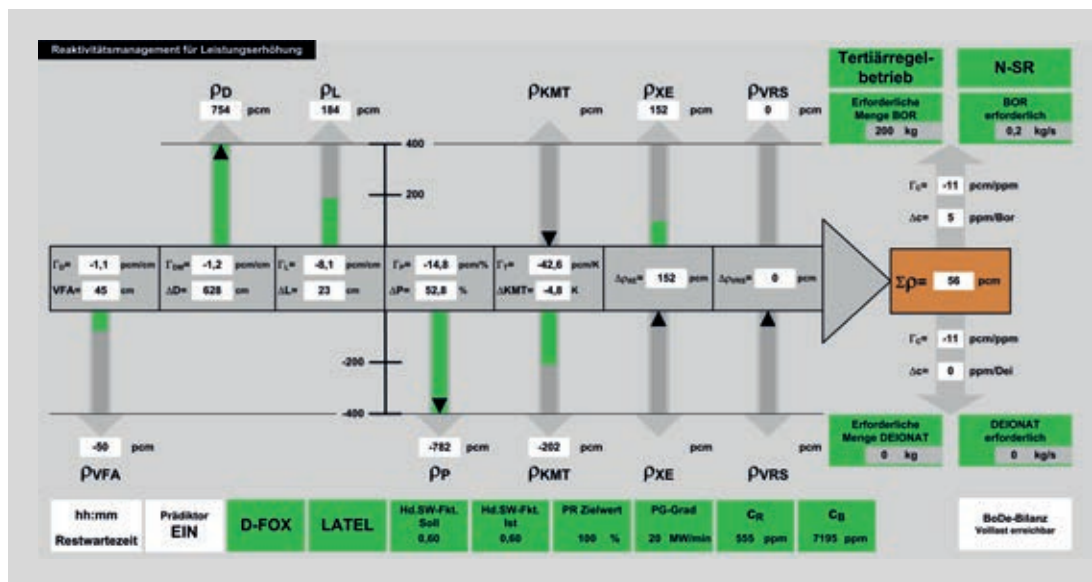 Reaktivitätsmanagement für Leistungserhöhung
Tertiärregel-
betrieb
N-SR
ρD
ρL
ρKMT
ρXE
ρVRS
754 pcm
184 pcm
pcm
152 pcm
0 pcm
Erforderliche
Menge BOR
200 kg
BOR
erforderlich
0,2 kg/s
400
200
Γc= -11 pcm/ppm
Δc= 5 ppm/Bor
ΓD= -1,1 pcm/cm
ΓDM= -1,2 pcm/cm
ΓL= -8,1 pcm/cm
ΓP= -14,8 pcm/%
ΓT= -42,6 pcm/K
VFA= 45 cm
ΔD= 628 cm
ΔL= 23 cm
ΔP= 52,8 %
ΔKMT= -4,8 K
ΔρXE= 152 pcm
ΔρVRS= 0 pcm
Σρ= 56 pcm
-200
-400
Γc= -11 pcm/ppm
Δc= 0 ppm/Dei
-50 pcm
-782 pcm
-202 pcm
pcm
pcm
ρVFA
ρP
ρKMT
ρXE
ρVRS
Erforderliche
Menge DEIONAT
0 kg
DEIONAT
erforderlich
0 kg/s
hh:mm
Restwartezeit
Prädiktor
EIN
D-FOX
LATEL
Hd.SW-Fkt.
Soll
0,60
Hd.SW-Fkt.
Ist
0,60
PR Zielwert
100 %
PG-Grad
20 MW/min
CR
555 ppm
CB
7195 ppm
BoDe-Bilanz
Volllast erreichbar